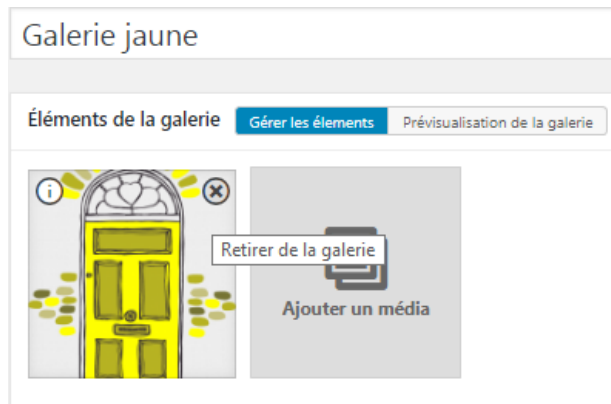 Galerie jaune
Éléments de la galerie Gérer les élements Prévisualisation de la galerie
Retirer de la galerie
Ajouter un média